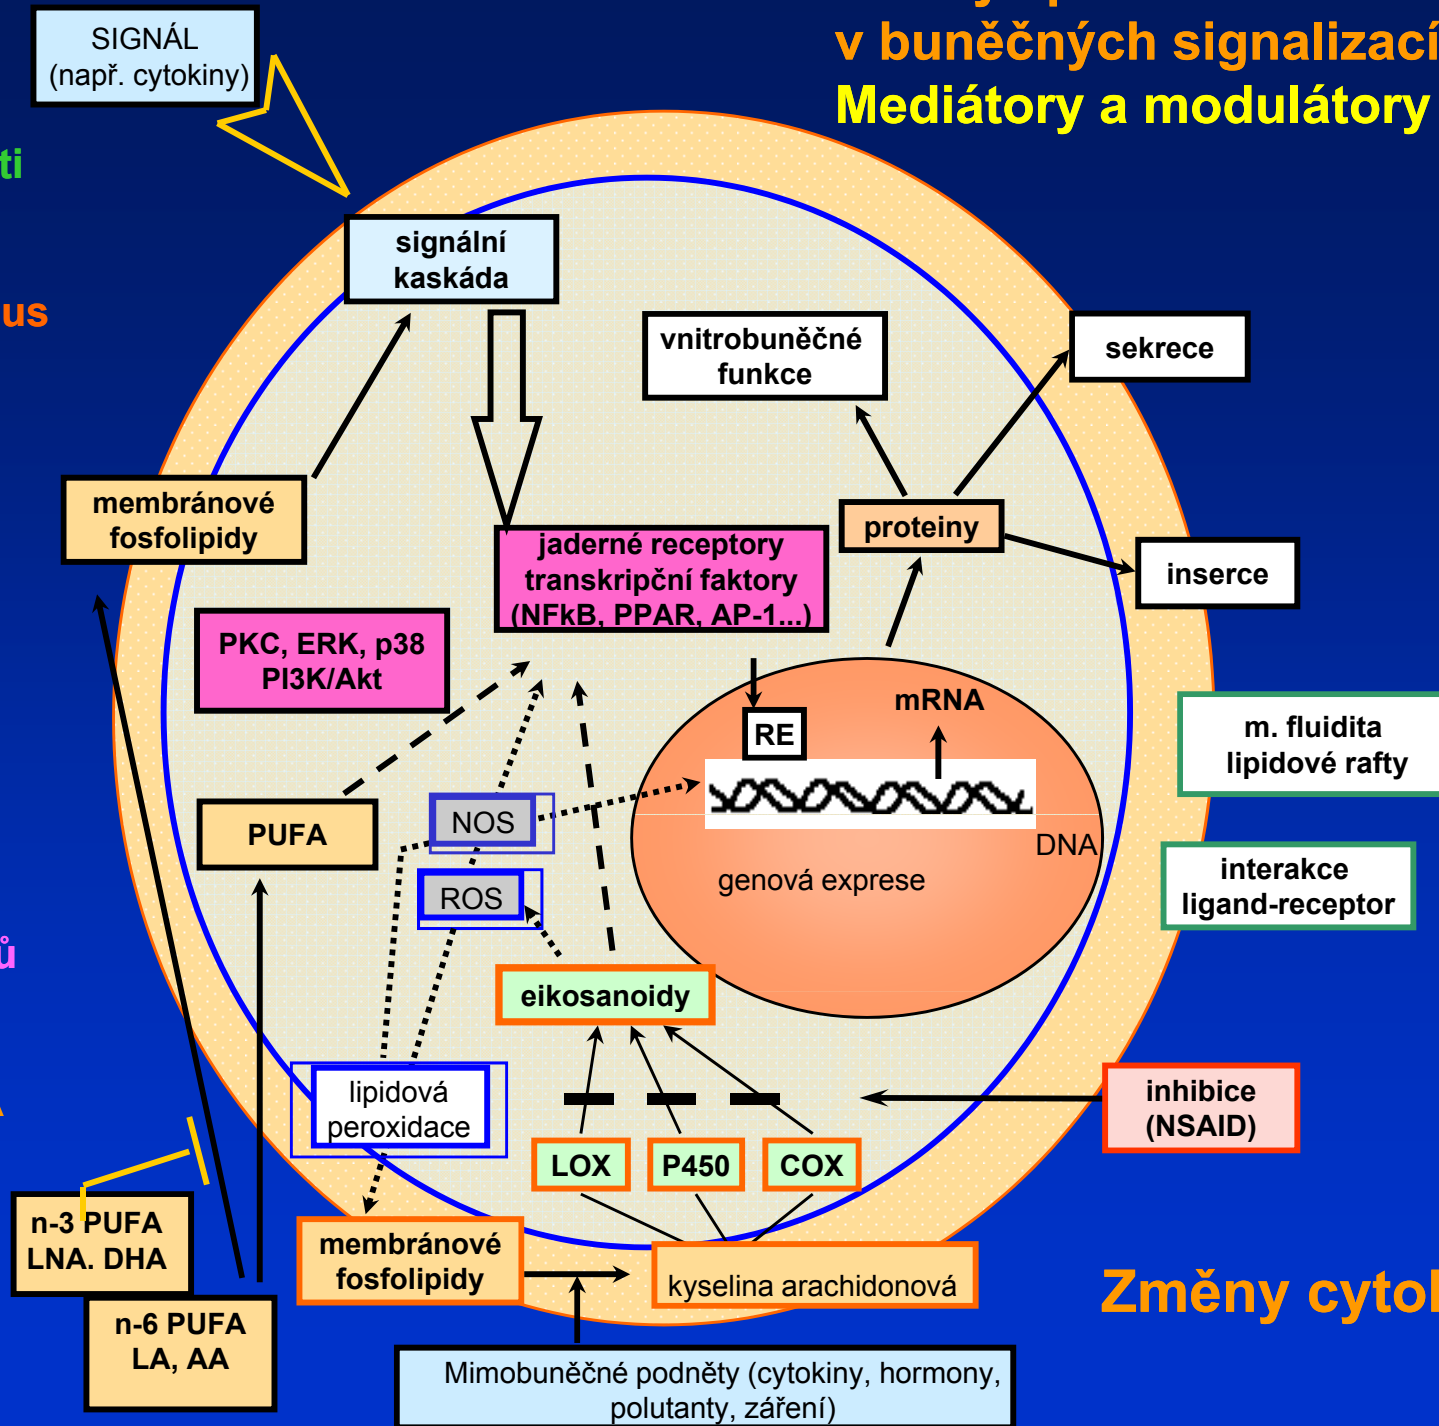 SIGNÁL
(např. cytokiny)
v buněčných signalizací
Mediátory a modulátory
ti
signální
kaskáda
us
vnitrobuněčné
funkce
sekrece
membránové
fosfolipidy
jaderné receptory
transkripční faktory
(NFkB, PPAR, AP-1...)
proteiny
inserce
PKC, ERK, p38
PI3K/Akt
mRNA
RE
m. fluidita
lipidové rafty
PUFA
NOS
DNA
genová exprese
ROS
interakce
ligand-receptor
ů
eikosanoidy
lipidová
peroxidace
inhibice
(NSAID)
LOX
P450
COX
n-3 PUFA
LNA. DHA
membránové
fosfolipidy
kyselina arachidonová
Změny cytol
n-6 PUFA
LA, AA
Mimobuněčné podněty (cytokiny, hormony,
polutanty, záření)